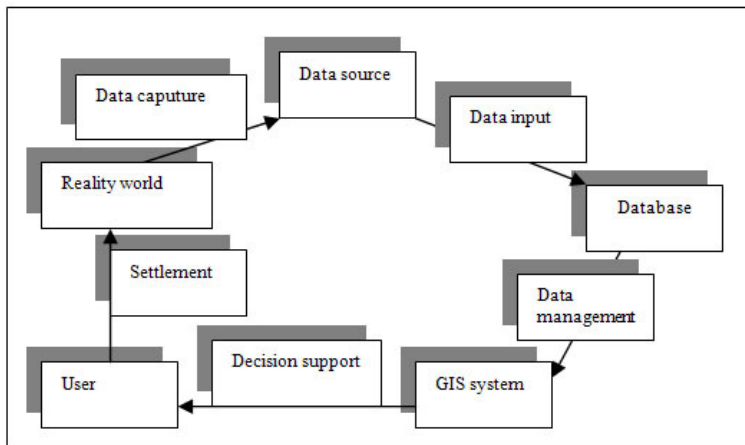 Data source
Data caputure
Data input
Reality world
Database
Settlement
Data
management
Decision support
User
GIS system